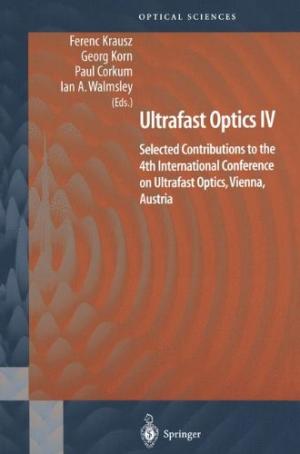 OPTICAL SCIENCES
Ferenc Krausz
Georg Korn
Paul Corkum
Ian A. Walmsley
(Eds.)
Ultrafast Optics IV
Selected Contributions to the
4th International Conference
on Ultrafast Optics, Vienna,
Austria
Springer